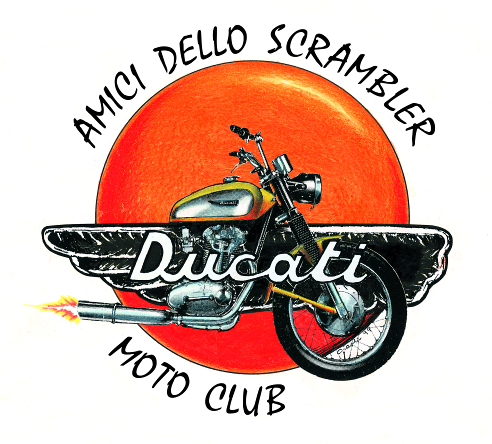 AMICI DELLO SCRAMBLER
Ducati
MOTO CLUB